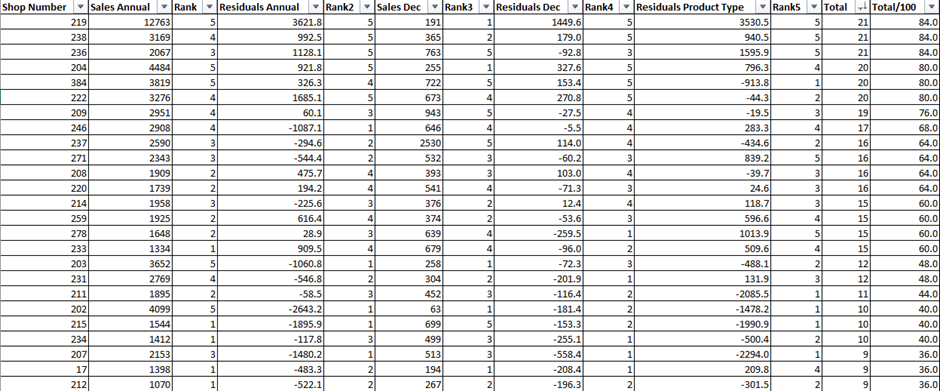 Shop Number Sales Annual Rank Residuals Annual Rank2 Sales Dec Rank3 Residuals Dec Rank4 Residuals Product Type Rank5 Total Total/100
219 12763 5 3621.8 5 191 1 1449.6 5 3530.5 5 21 84.0
238 3169 4 992.5 5 365 2 179.0 5 940.5 5 21 84.0
236 2067 3 1128.1 5 763 5 -92.8 3 1595.9 5 21 84.0
204 4484 5 921.8 5 255 1 327.6 5 796.3 4 20 80.0
384 3819 5 326.3 4 722 5 153.4 5 -913.8 1 20 80.0
222 3276 4 1685.1 5 673 4 270.8 5 -44.3 2 20 80.0
209 2951 4 60.1 3 943 5 -27.5 4 -19.5 3 19 76.0
246 2908 4 -1087.1 1 646 4 -5.5 4 283.3 4 17 68.0
237 2590 3 -294.6 2 2530 5 114.0 4 -434.6 2 16 64.0
271 2343 3 -544.4 2 532 3 -60.2 3 839.2 5 16 64.0
208 1909 2 475.7 4 393 3 103.0 4 -39.7 3 16 64.0
220 1739 2 194.2 4 541 4 -71.3 3 24.6 3 16 64.0
214 1958 3 -225.6 3 376 2 12.4 4 118.7 3 15 60.0
259 1925 2 616.4 4 374 2 -53.6 3 596.6 4 15 60.0
278 1648 2 28.9 3 639 4 -259.5 1 1013.9 5 15 60.0
233 1334 1 909.5 4 679 4 -96.0 2 509.6 4 15 60.0
203 3652 5 -1060.8 1 258 1 -72.3 3 -488.1 2 12 48.0
231 2769 4 -546.8 2 304 2 -201.9 1 131.9 3 12 48.0
211 1895 2 -58.5 3 452 3 -116.4 2 -2085.5 1 11 44.0
202 4099 5 -2643.2 1 63 1 -181.4 2 -1478.2 1 10 40.0
215 1544 1 -1895.9 1 699 5 -153.3 2 -1990.9 1 10 40.0
234 1412 1 -117.8 3 499 3 -255.1 1 -500.4 2 10 40.0
207 2153 3 -1480.2 1 513 3 -558.4 1 -2294.0 1 9 36.0
17 1398 1 -483.3 2 194 1 -208.4 1 209.8 4 9 36.0
212 1070 1 -522.1 2 267 2 -196.3 2 -301.5 2 9 36.0